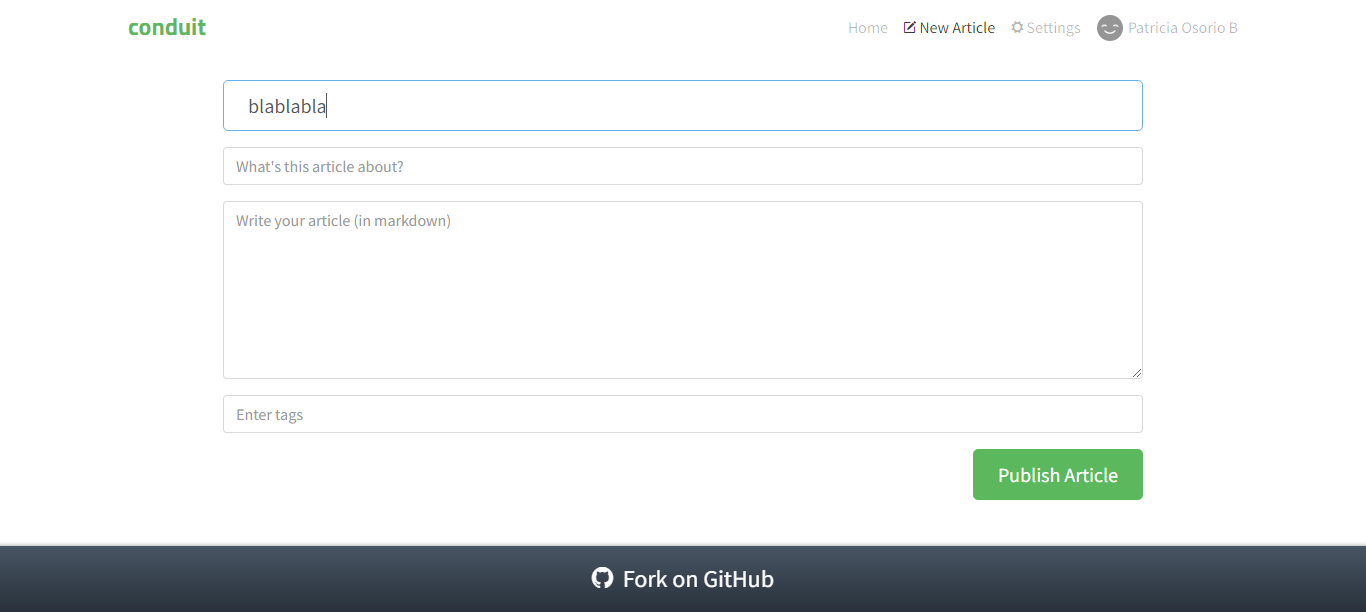 conduit
Home New Article Settings Patricia Osorio B
blablabla
What's this article about?
Write your article (in markdown)
Enter tags
Publish Article
Fork on GitHub